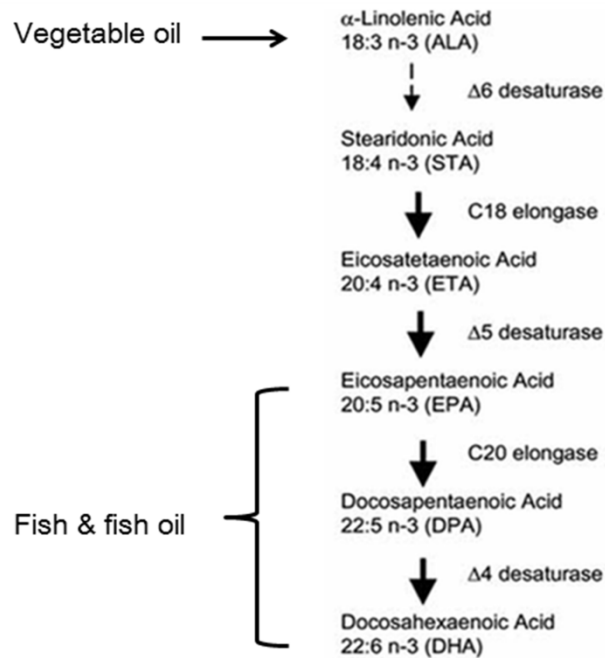 Vegetable oil
α-Linolenic Acid
18:3 n-3 (ALA)
Δ6 desaturase
Stearidonic Acid
18:4 n-3 (STA)
C18 elongase
Eicosatetaenoic Acid
20:4 n-3 (ETA)
Δ5 desaturase
Eicosapentaenoic Acid
20:5 n-3 (EPA)
C20 elongase
Fish & fish oil
Docosapentaenoic Acid
22:5 n-3 (DPA)
Δ4 desaturase
Docosahexaenoic Acid
22:6 n-3 (DHA)